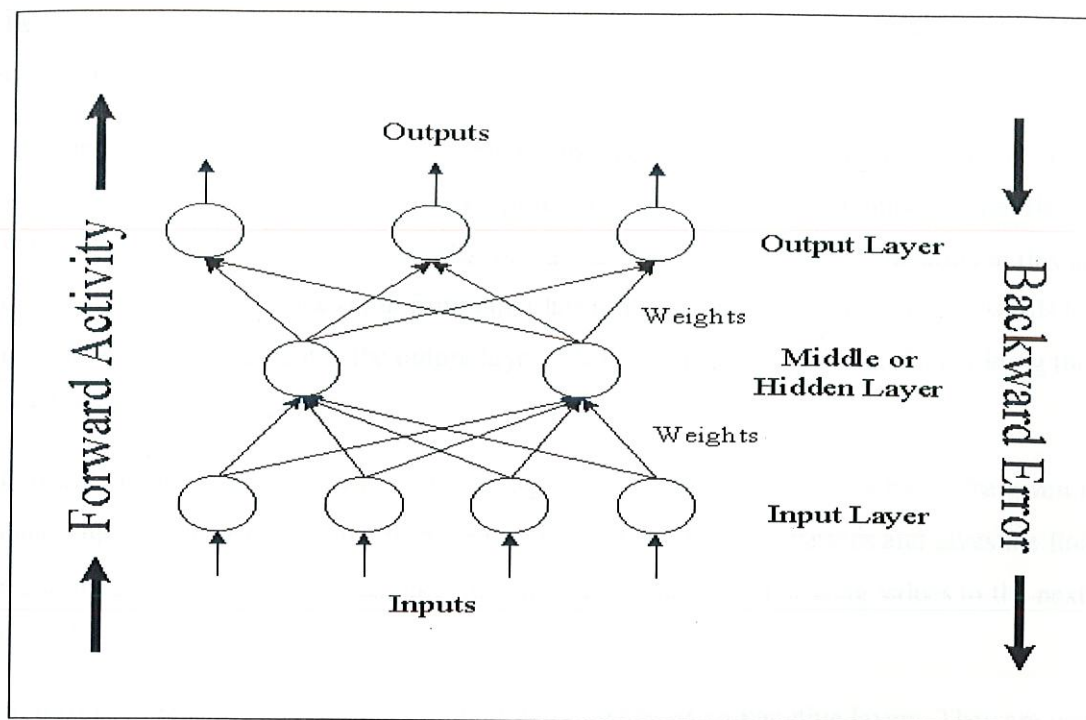 Outputs
Forward Activity
Output Layer
Backward Error
Weights
Middle or
Hidden Layer
Weights
Input Layer
Inputs